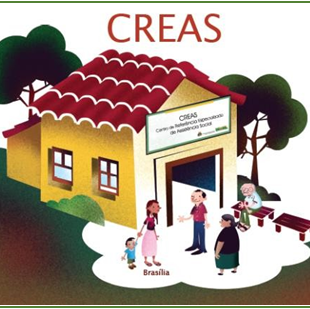 CREAS
CREAS
Centro de Referência Especializado
de Assistência Social
Brasília